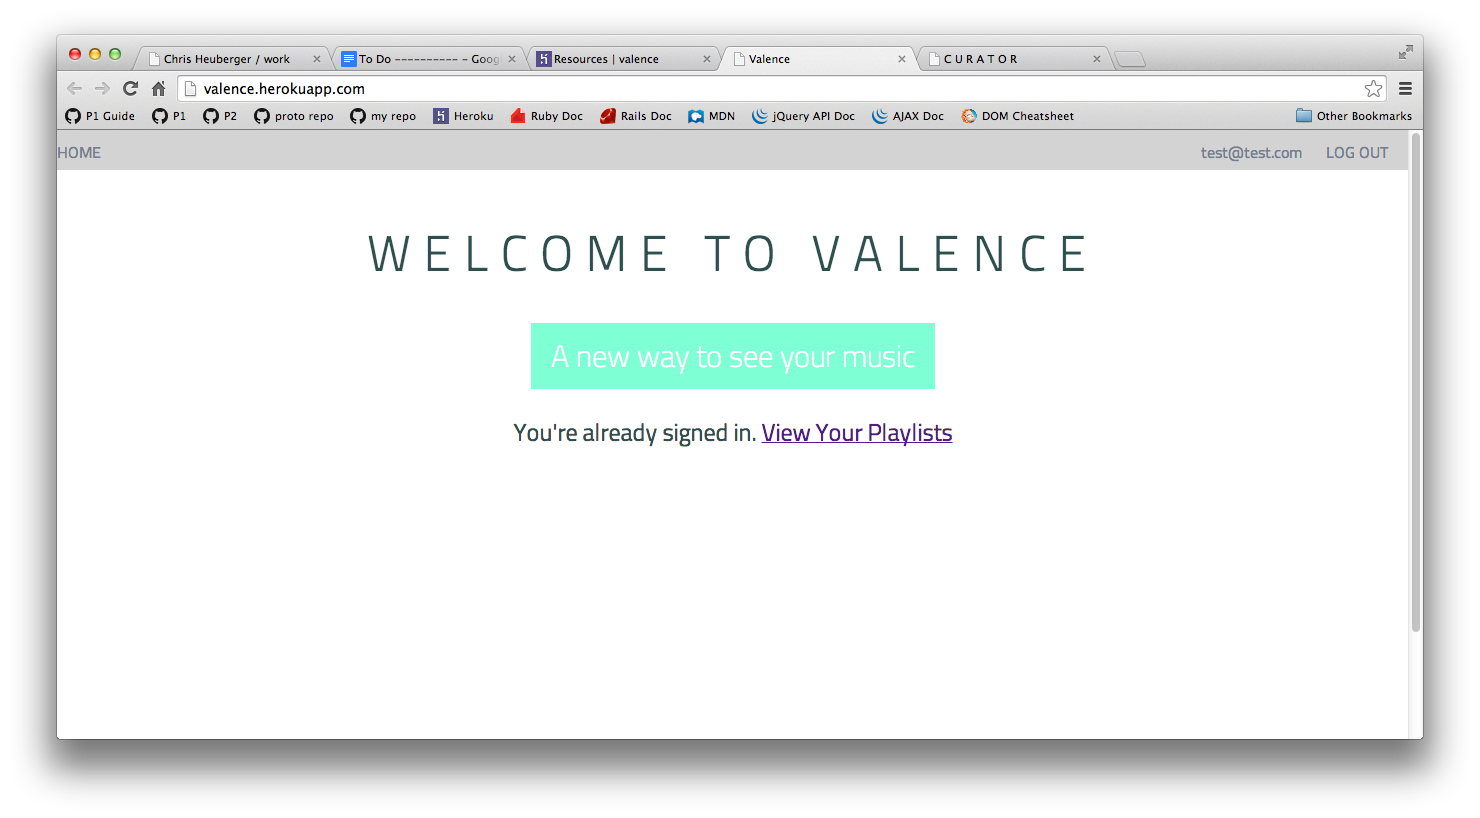 Chris Heuberger / work
To Do ---------- - Goog
Resources | valence
Valence
C U R A T O R
valence.herokuapp.com
P1 Guide P1 P2 proto repo my repo Heroku Ruby Doc Rails Doc MDN jQuery API Doc AJAX Doc DOM Cheatsheet Other Bookmarks
HOME test@test.com LOG OUT
WELCOME TO VALENCE
A new way to see your music
You're already signed in. View Your Playlists